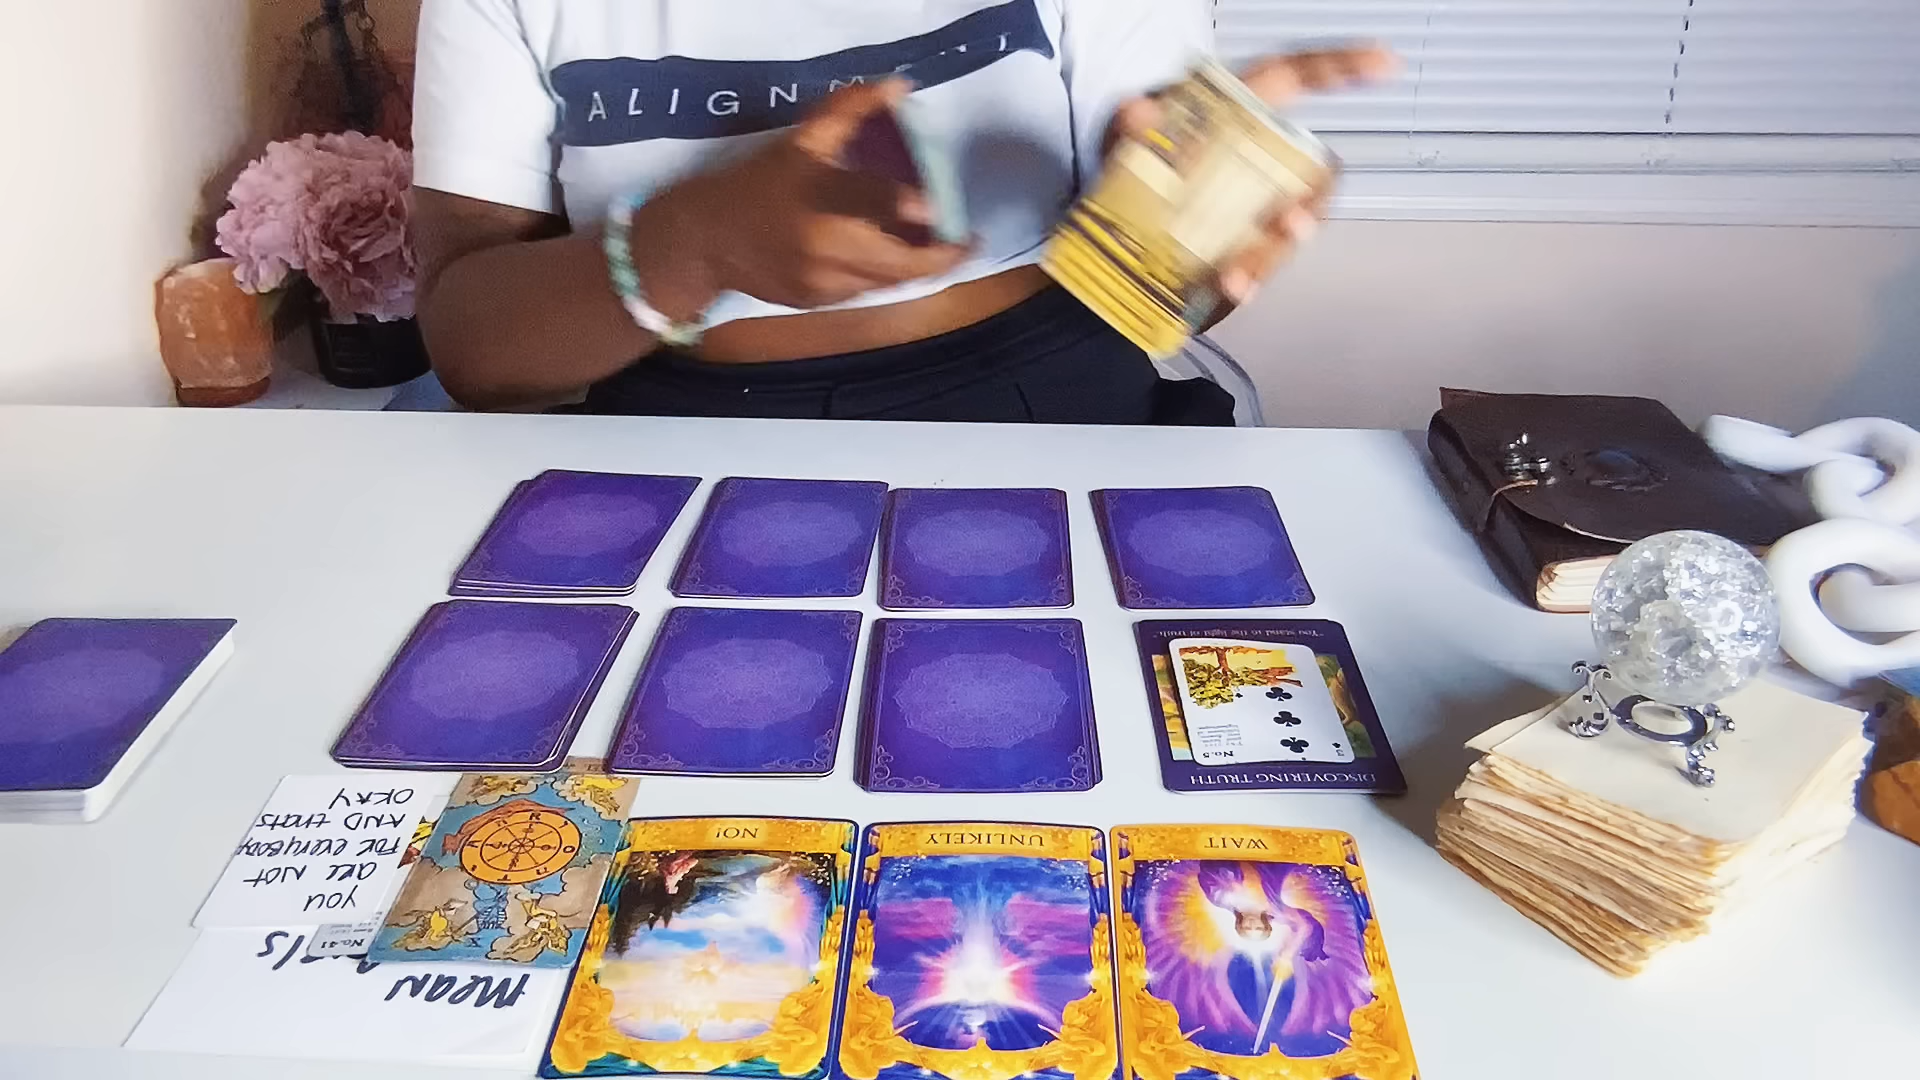 ALIGNM
"You stand in the light of truth."
No.5
DISCOVERING TRUTH
NO!
UNLIKELY
WAIT
you
are not
for everybody
AND thats
OKAY
No.41
X
mean